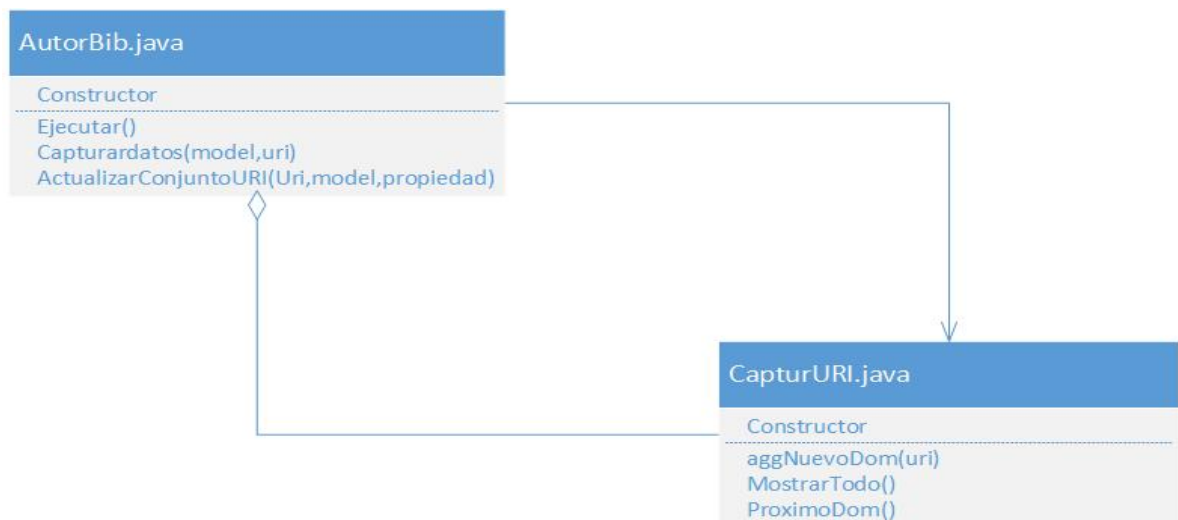 AutorBib.java
Constructor
Ejecutar()
Capturardatos(model,uri)
ActualizarConjuntoURI(Uri,model,propiedad)
CapturURI.java
Constructor
aggNuevoDom(uri)
MostrarTodo()
ProximoDom()